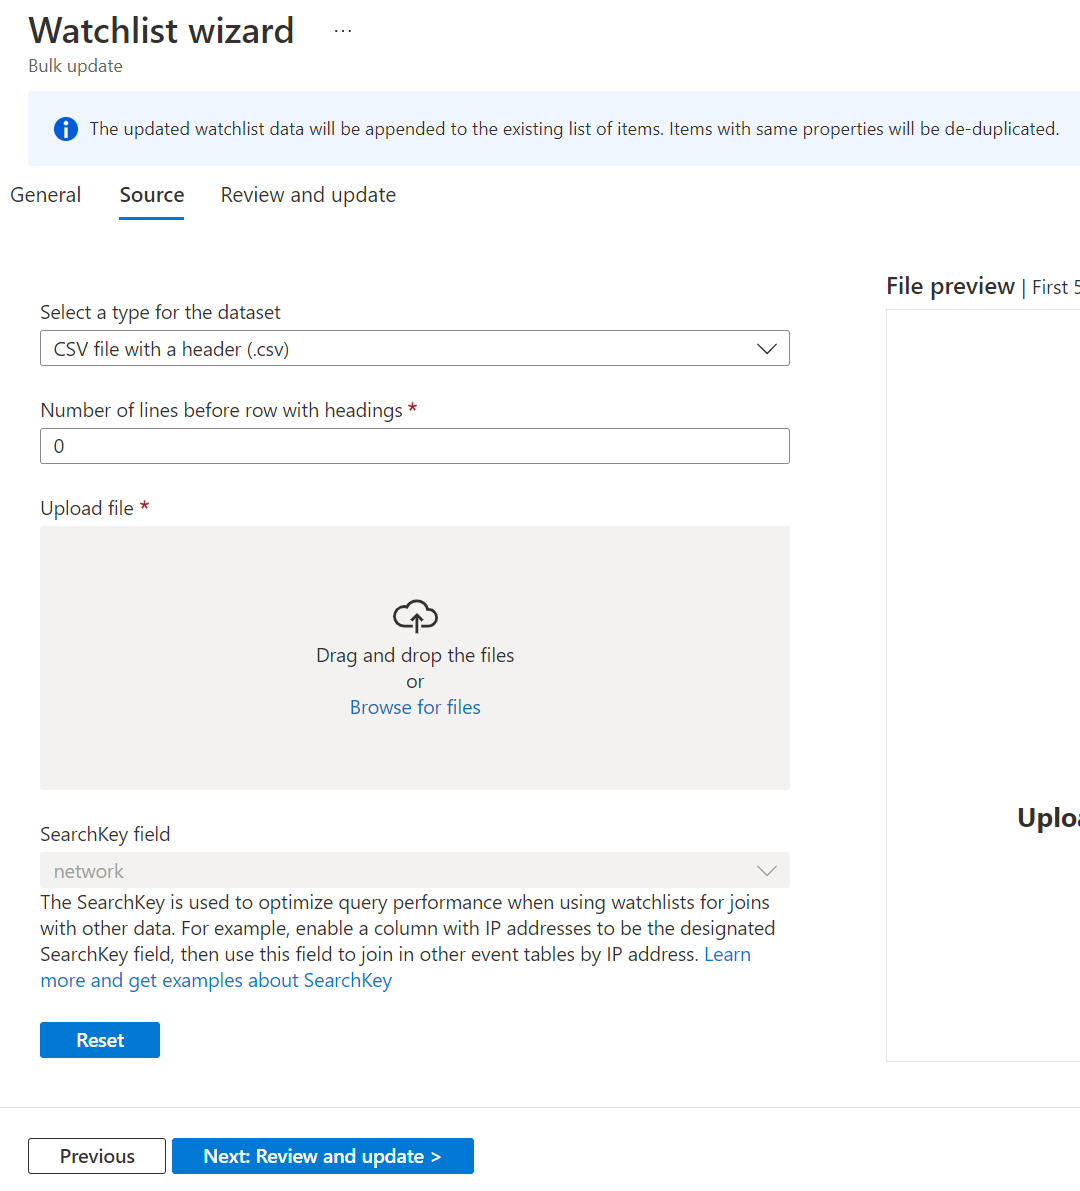 Watchlist wizard ...
Bulk update
The updated watchlist data will be appended to the existing list of items. Items with same properties will be de-duplicated.
General Source Review and update
File preview | First 5
Select a type for the dataset
CSV file with a header (.csv)
Number of lines before row with headings *
0
Upload file *
Drag and drop the files
or
Browse for files
Uploa
SearchKey field
network
The SearchKey is used to optimize query performance when using watchlists for joins
with other data. For example, enable a column with IP addresses to be the designated
SearchKey field, then use this field to join in other event tables by IP address. Learn
more and get examples about SearchKey
Reset
Previous Next: Review and update >